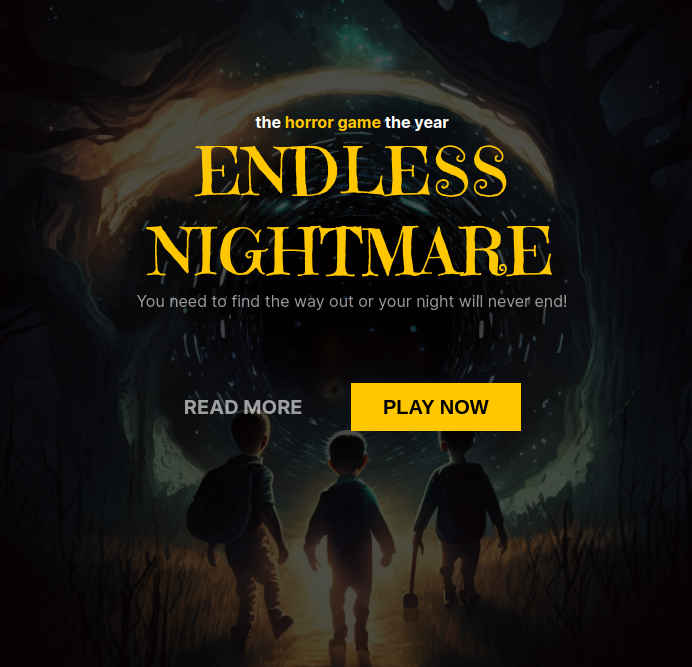 the horror game the year
ENDLESS
NIGHTMARE
You need to find the way out or your night will never end!
READ MORE PLAY NOW